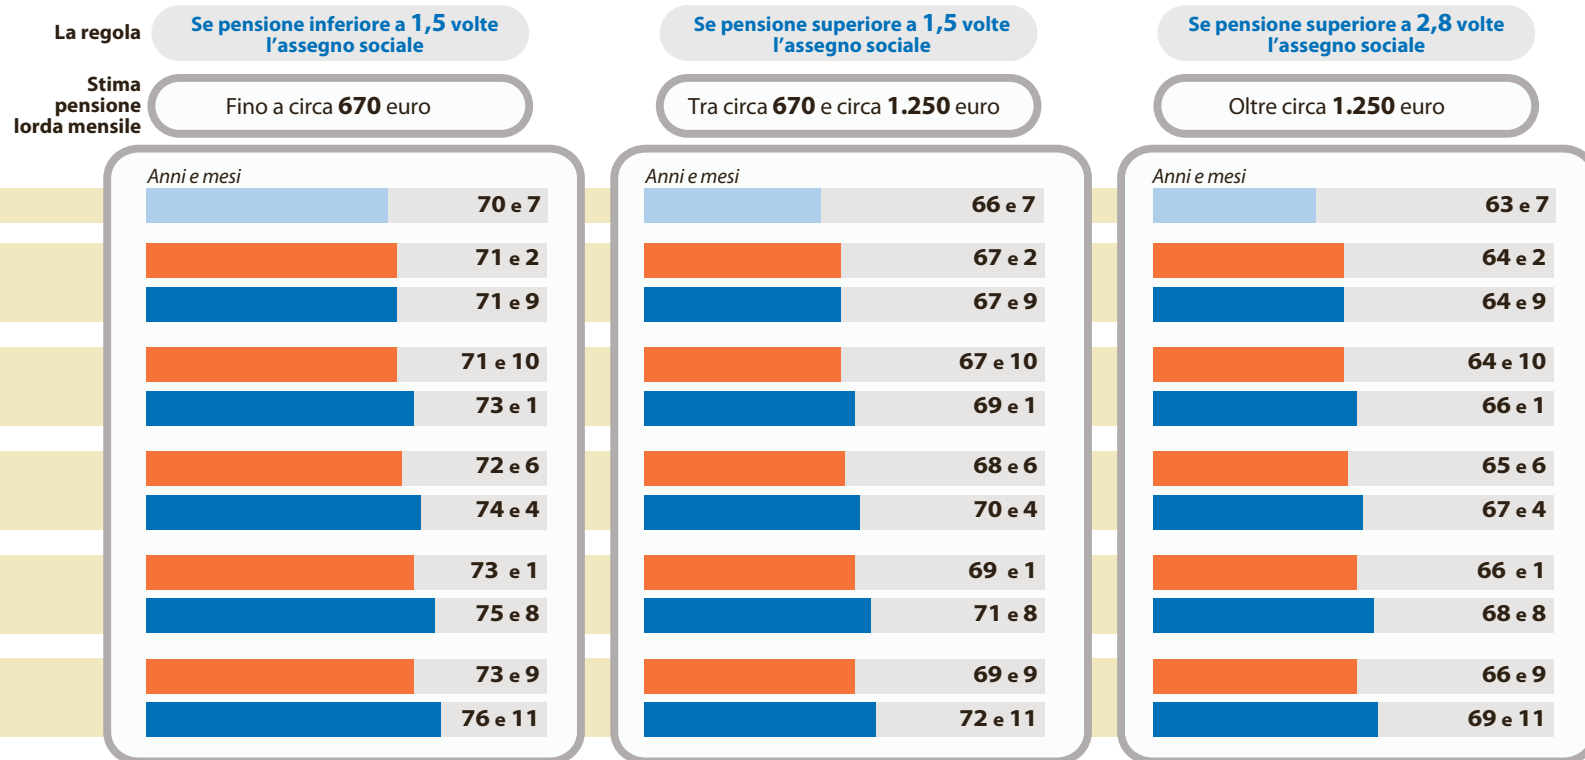 La regola
Se pensione inferiore a 1,5 volte
l'assegno sociale
Se pensione superiore a 1,5 volte
l'assegno sociale
Se pensione superiore a 2,8 volte
l'assegno sociale
Stima
pensione
lorda mensile
Fino a circa 670 euro
Tra circa 670 e circa 1.250 euro
Oltre circa 1.250 euro
Anni e mesi
70 e 7
71 e 2
71 e 9
71 e 10
73 e 1
72 e 6
74 e 4
73 e 1
75 e 8
73 e 9
76 e 11
Anni e mesi
66 e 7
67 e 2
67 e 9
67 e 10
69 e 1
68 e 6
70 e 4
69 e 1
71 e 8
69 e 9
72 e 11
Anni e mesi
63 e 7
64 e 2
64 e 9
64 e 10
66 e 1
65 e 6
67 e 4
66 e 1
68 e 8
66 e 9
69 e 11